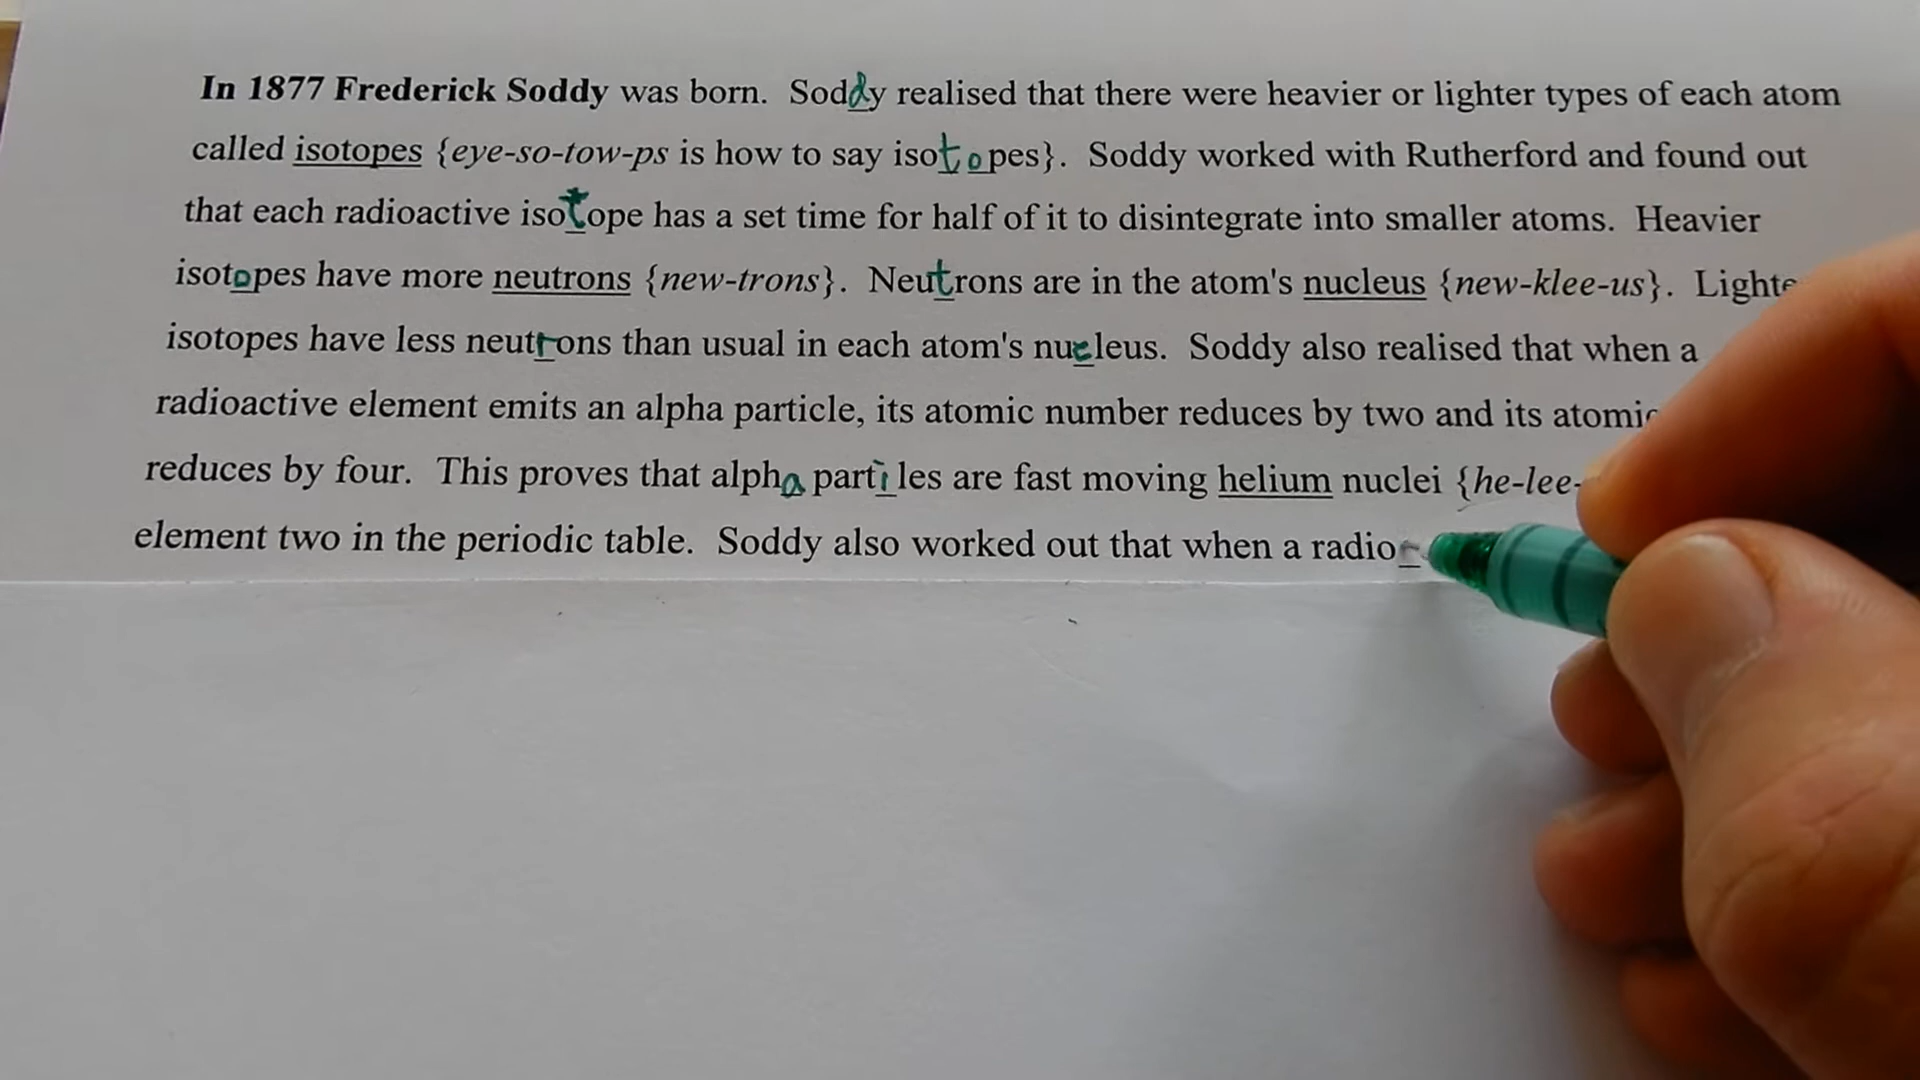 In 1877 Frederick Soddy was born. Soddy realised that there were heavier or lighter types of each atom
called isotopes {eye-so-tow-ps is how to say isotopes}. Soddy worked with Rutherford and found out
that each radioactive isotope has a set time for half of it to disintegrate into smaller atoms. Heavier
isotopes have more neutrons {new-trons}. Neutrons are in the atom's nucleus {new-klee-us}. Lighte
isotopes have less neutrons than usual in each atom's nucleus. Soddy also realised that when a
radioactive element emits an alpha particle, its atomic number reduces by two and its atomic
reduces by four. This proves that alpha parti les are fast moving helium nuclei {he-lee-
element two in the periodic table. Soddy also worked out that when a radio